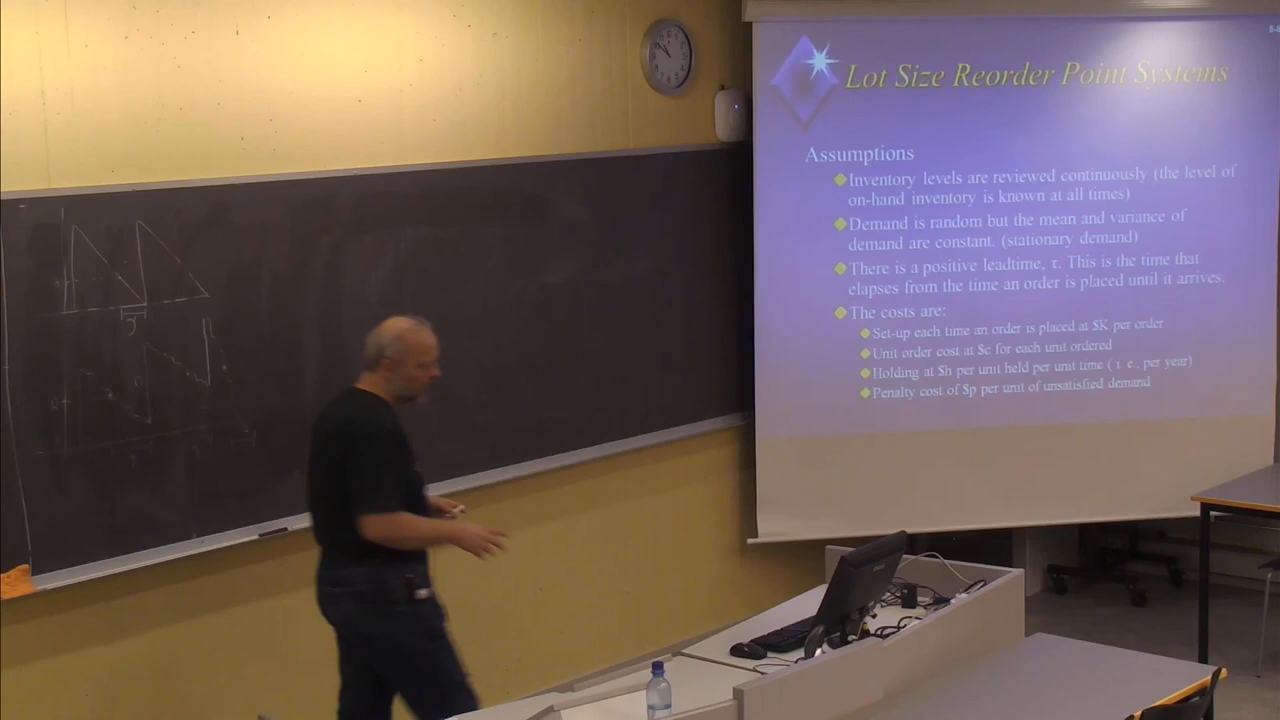 Lot Size Reorder Point Systems
Assumptions
Inventory levels are reviewed continuously (the level of
on-hand inventory is known at all times)
Demand is random but the mean and variance of
demand are constant. (stationary demand)
There is a positive leadtime, τ. This is the time that
elapses from the time an order is placed until it arrives.
The costs are:
Set-up each time an order is placed at $K per order
Unit order cost at $c for each unit ordered
Holding at $h per unit held per unit time ( i. e., per year)
Penalty cost of $p per unit of unsatisfied demand